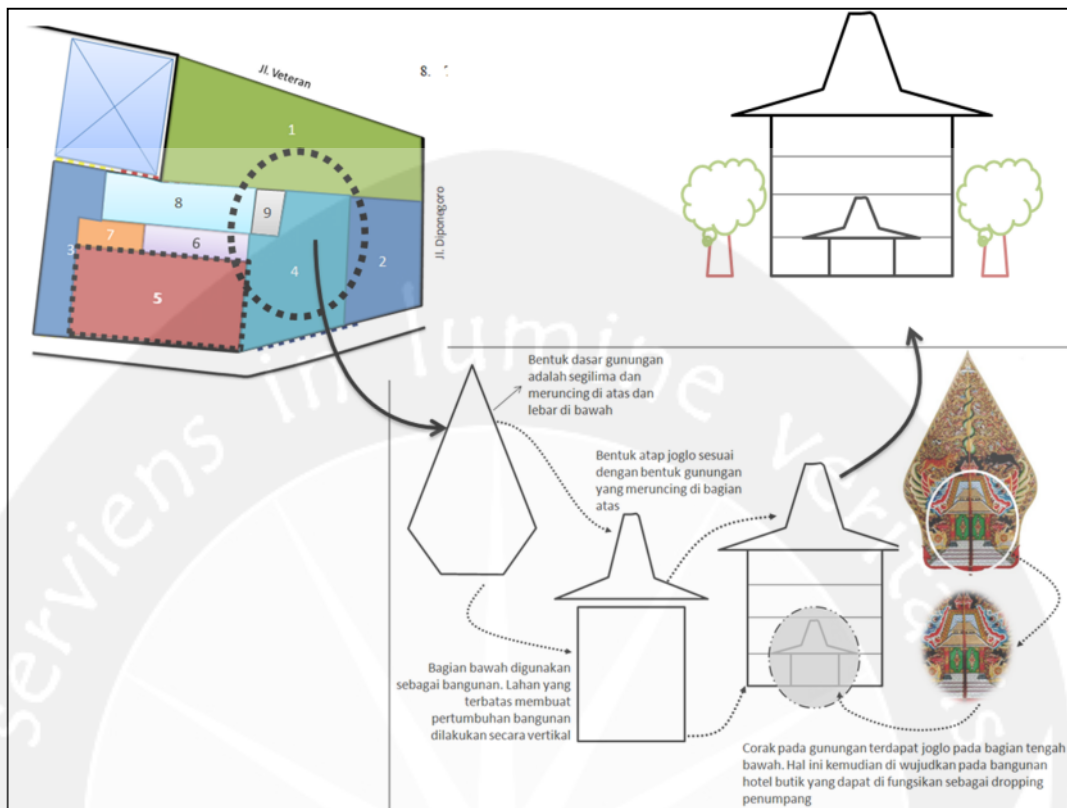 Jl. Veteran
8.
1
Jl. Diponegoro
8
9
7
6
3
4
2
5
Bentuk dasar gunungan
adalah segilima dan
meruncing di atas dan
lebar di bawah
Bentuk atap joglo sesuai
dengan bentuk gunungan
yang meruncing di bagian
atas
Bagian bawah digunakan
sebagai bangunan. Lahan yang
terbatas membuat
pertumbuhan bangunan
dilakukan secara vertikal
Corak pada gunungan terdapat joglo pada bagian tengah
bawah. Hal ini kemudian di wujudkan pada bangunan
hotel butik yang dapat di fungsikan sebagai dropping
penumpang
serviens in lumine veritatis